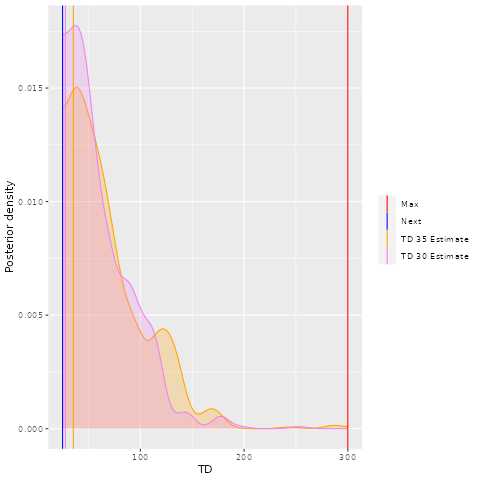 Posterior density
0.015
0.010
0.005
0.000
100
200
300
TD
Max
Next
TD 35 Estimate
TD 30 Estimate